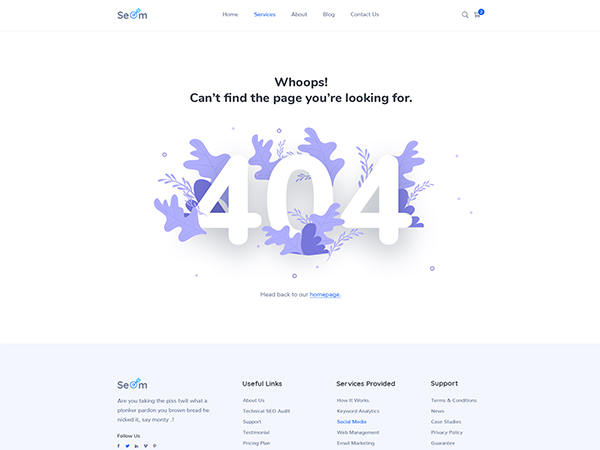 SeOm
Home Services About Blog Contact Us
Whoops!
Can't find the page you're looking for.
404
Head back to our homepage.
SeOm
Are you taking the piss twit what a
plonker pardon you brown bread he
nicked it, say monty .!
Follow Us
Useful Links
About Us
Technical SEO Audit
Support
Testimonial
Pricing Plan
Services Provided
How It Works
Keyword Analytics
Social Media
Web Management
Email Marketing
Support
Terms & Conditions
News
Case Studies
Privacy Policy
Guarantee